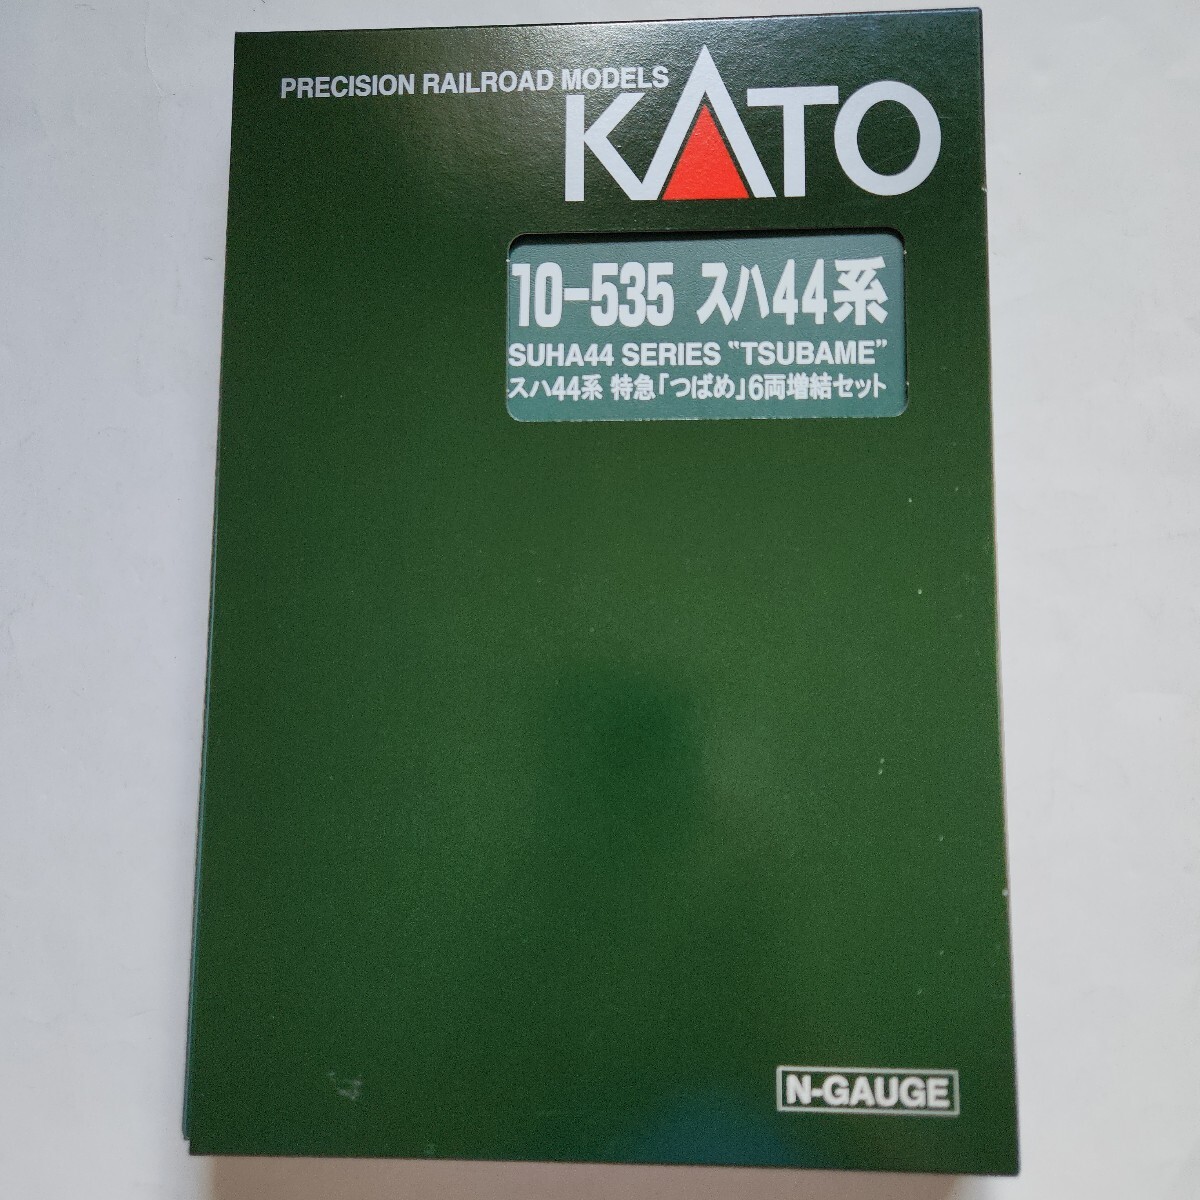 PRECISION RAILROAD MODELS
KATO
10-535 スハ44系
SUHA44 SERIES "TSUBAME"
スハ44系 特急「つばめ」6両増結セット
N-GAUGE